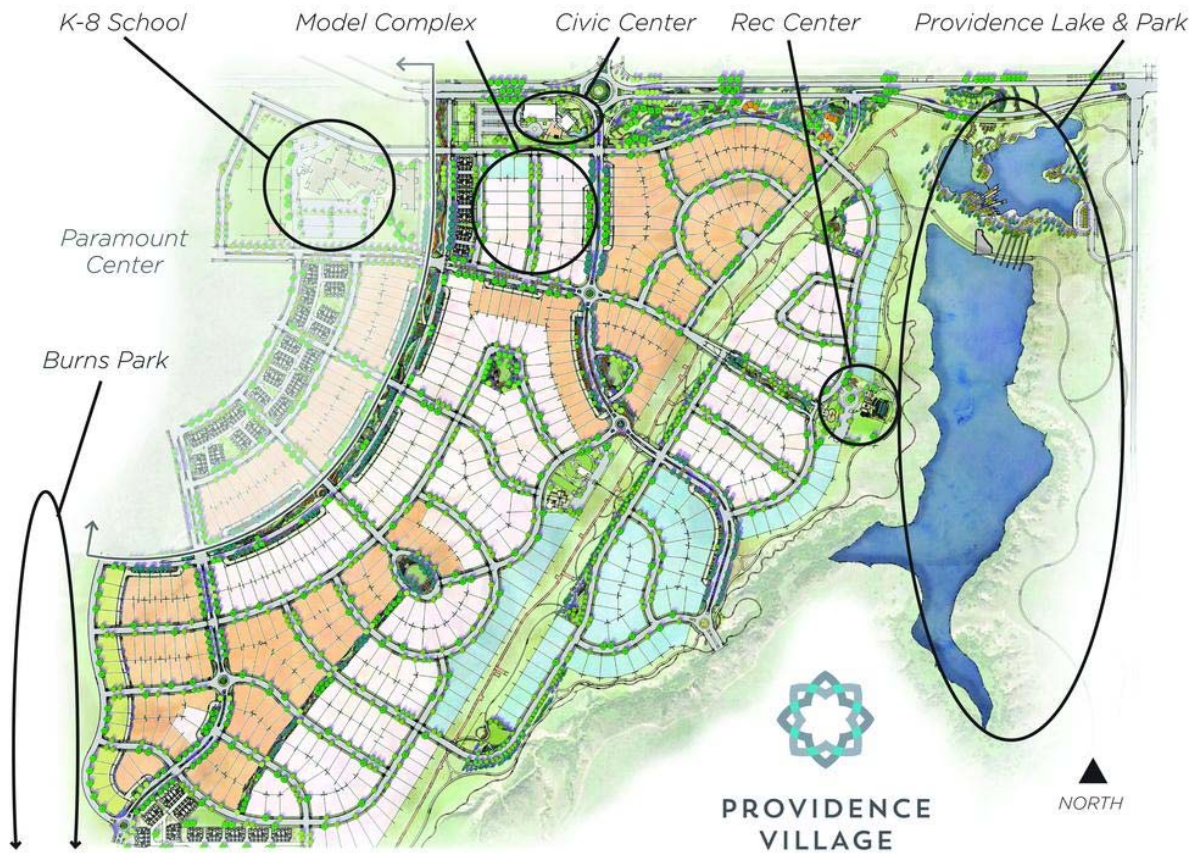 K-8 School
Model Complex
Civic Center
Rec Center
Providence Lake & Park
Paramount
Center
Burns Park
PROVIDENCE
VILLAGE
NORTH